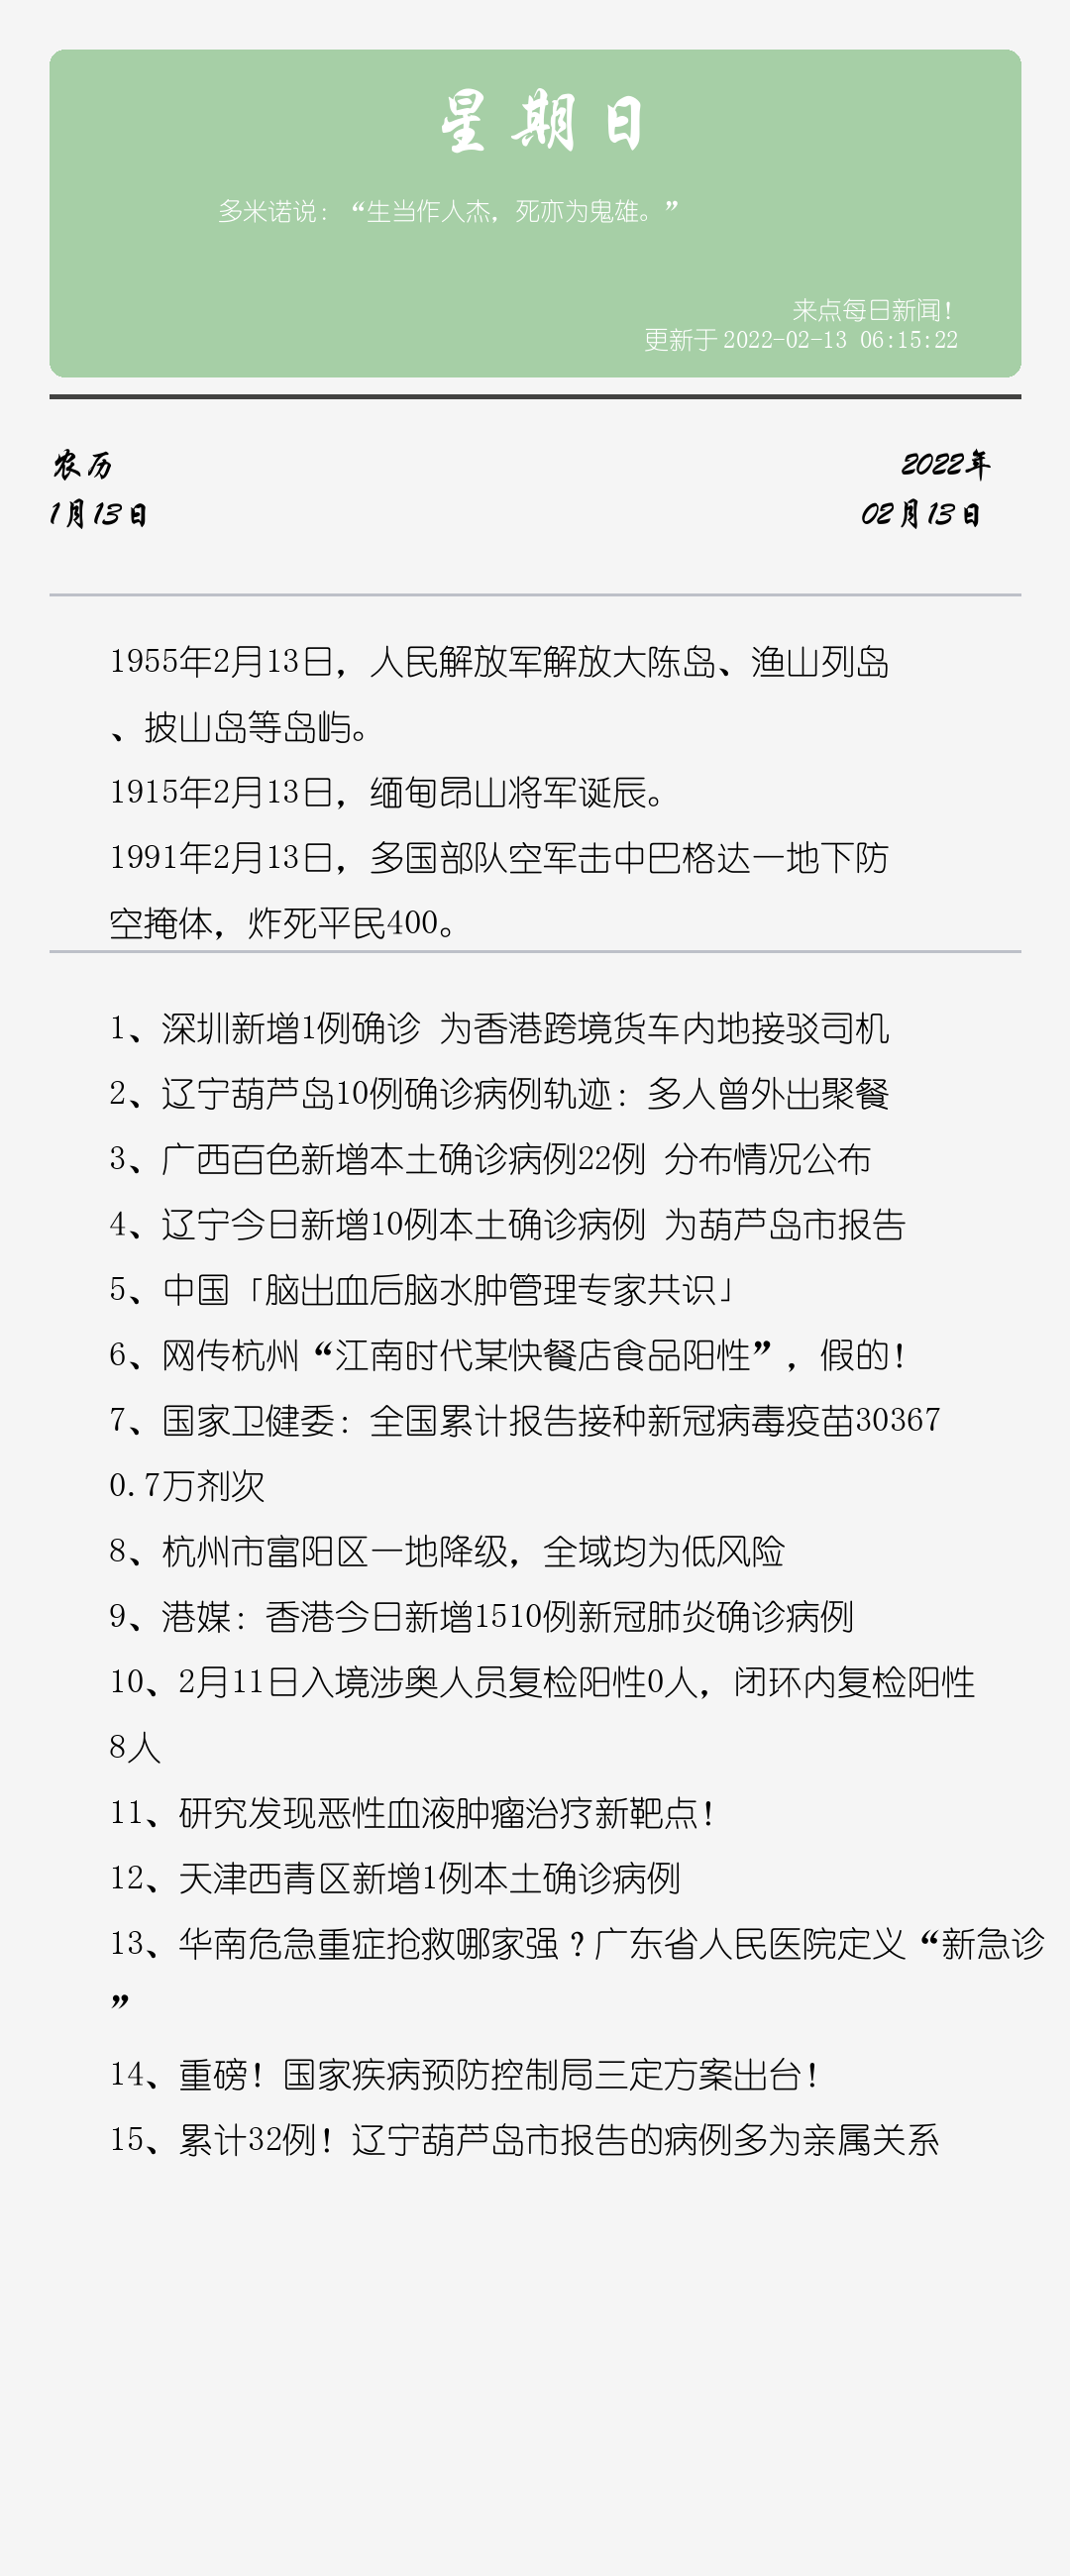 星期日
多米诺说：“生当作人杰，死亦为鬼雄。”
来点每日新闻！
更新于 2022-02-13 06:15:22
农历
2022年
1月13日
02月13日
1955年2月13日，人民解放军解放大陈岛、渔山列岛
、披山岛等岛屿。
1915年2月13日，缅甸昂山将军诞辰。
1991年2月13日，多国部队空军击中巴格达一地下防
空掩体，炸死平民400。
1、深圳新增1例确诊 为香港跨境货车内地接驳司机
2、辽宁葫芦岛10例确诊病例轨迹：多人曾外出聚餐
3、广西百色新增本土确诊病例22例 分布情况公布
4、辽宁今日新增10例本土确诊病例 为葫芦岛市报告
5、中国「脑出血后脑水肿管理专家共识」
6、网传杭州“江南时代某快餐店食品阳性”，假的！
7、国家卫健委：全国累计报告接种新冠病毒疫苗30367
0.7万剂次
8、杭州市富阳区一地降级，全域均为低风险
9、港媒：香港今日新增1510例新冠肺炎确诊病例
10、2月11日入境涉奥人员复检阳性0人，闭环内复检阳性
8人
11、研究发现恶性血液肿瘤治疗新靶点！
12、天津西青区新增1例本土确诊病例
13、华南危急重症抢救哪家强？广东省人民医院定义“新急诊
”
14、重磅！国家疾病预防控制局三定方案出台！
15、累计32例！辽宁葫芦岛市报告的病例多为亲属关系